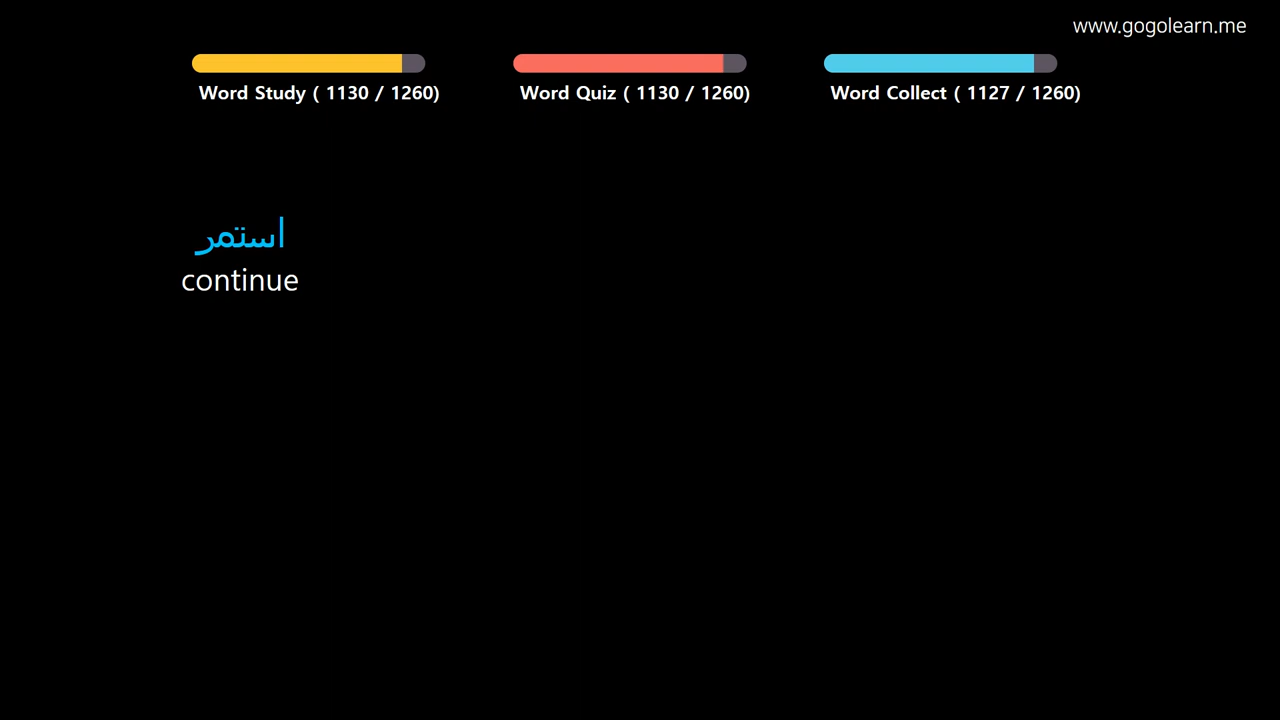 www.gogolearn.me
Word Study ( 1130 / 1260)
Word Quiz ( 1130 / 1260)
Word Collect ( 1127 / 1260)
استمر
continue